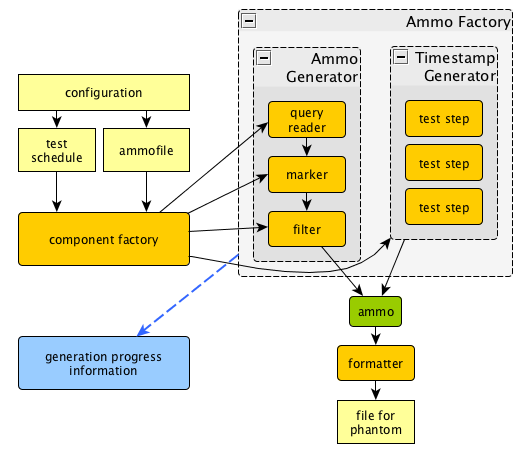 Ammo Factory
Ammo
Generator
Timestamp
Generator
configuration
test
schedule
ammofile
query
reader
marker
filter
test step
test step
test step
component factory
ammo
generation progress
information
formatter
file for
phantom